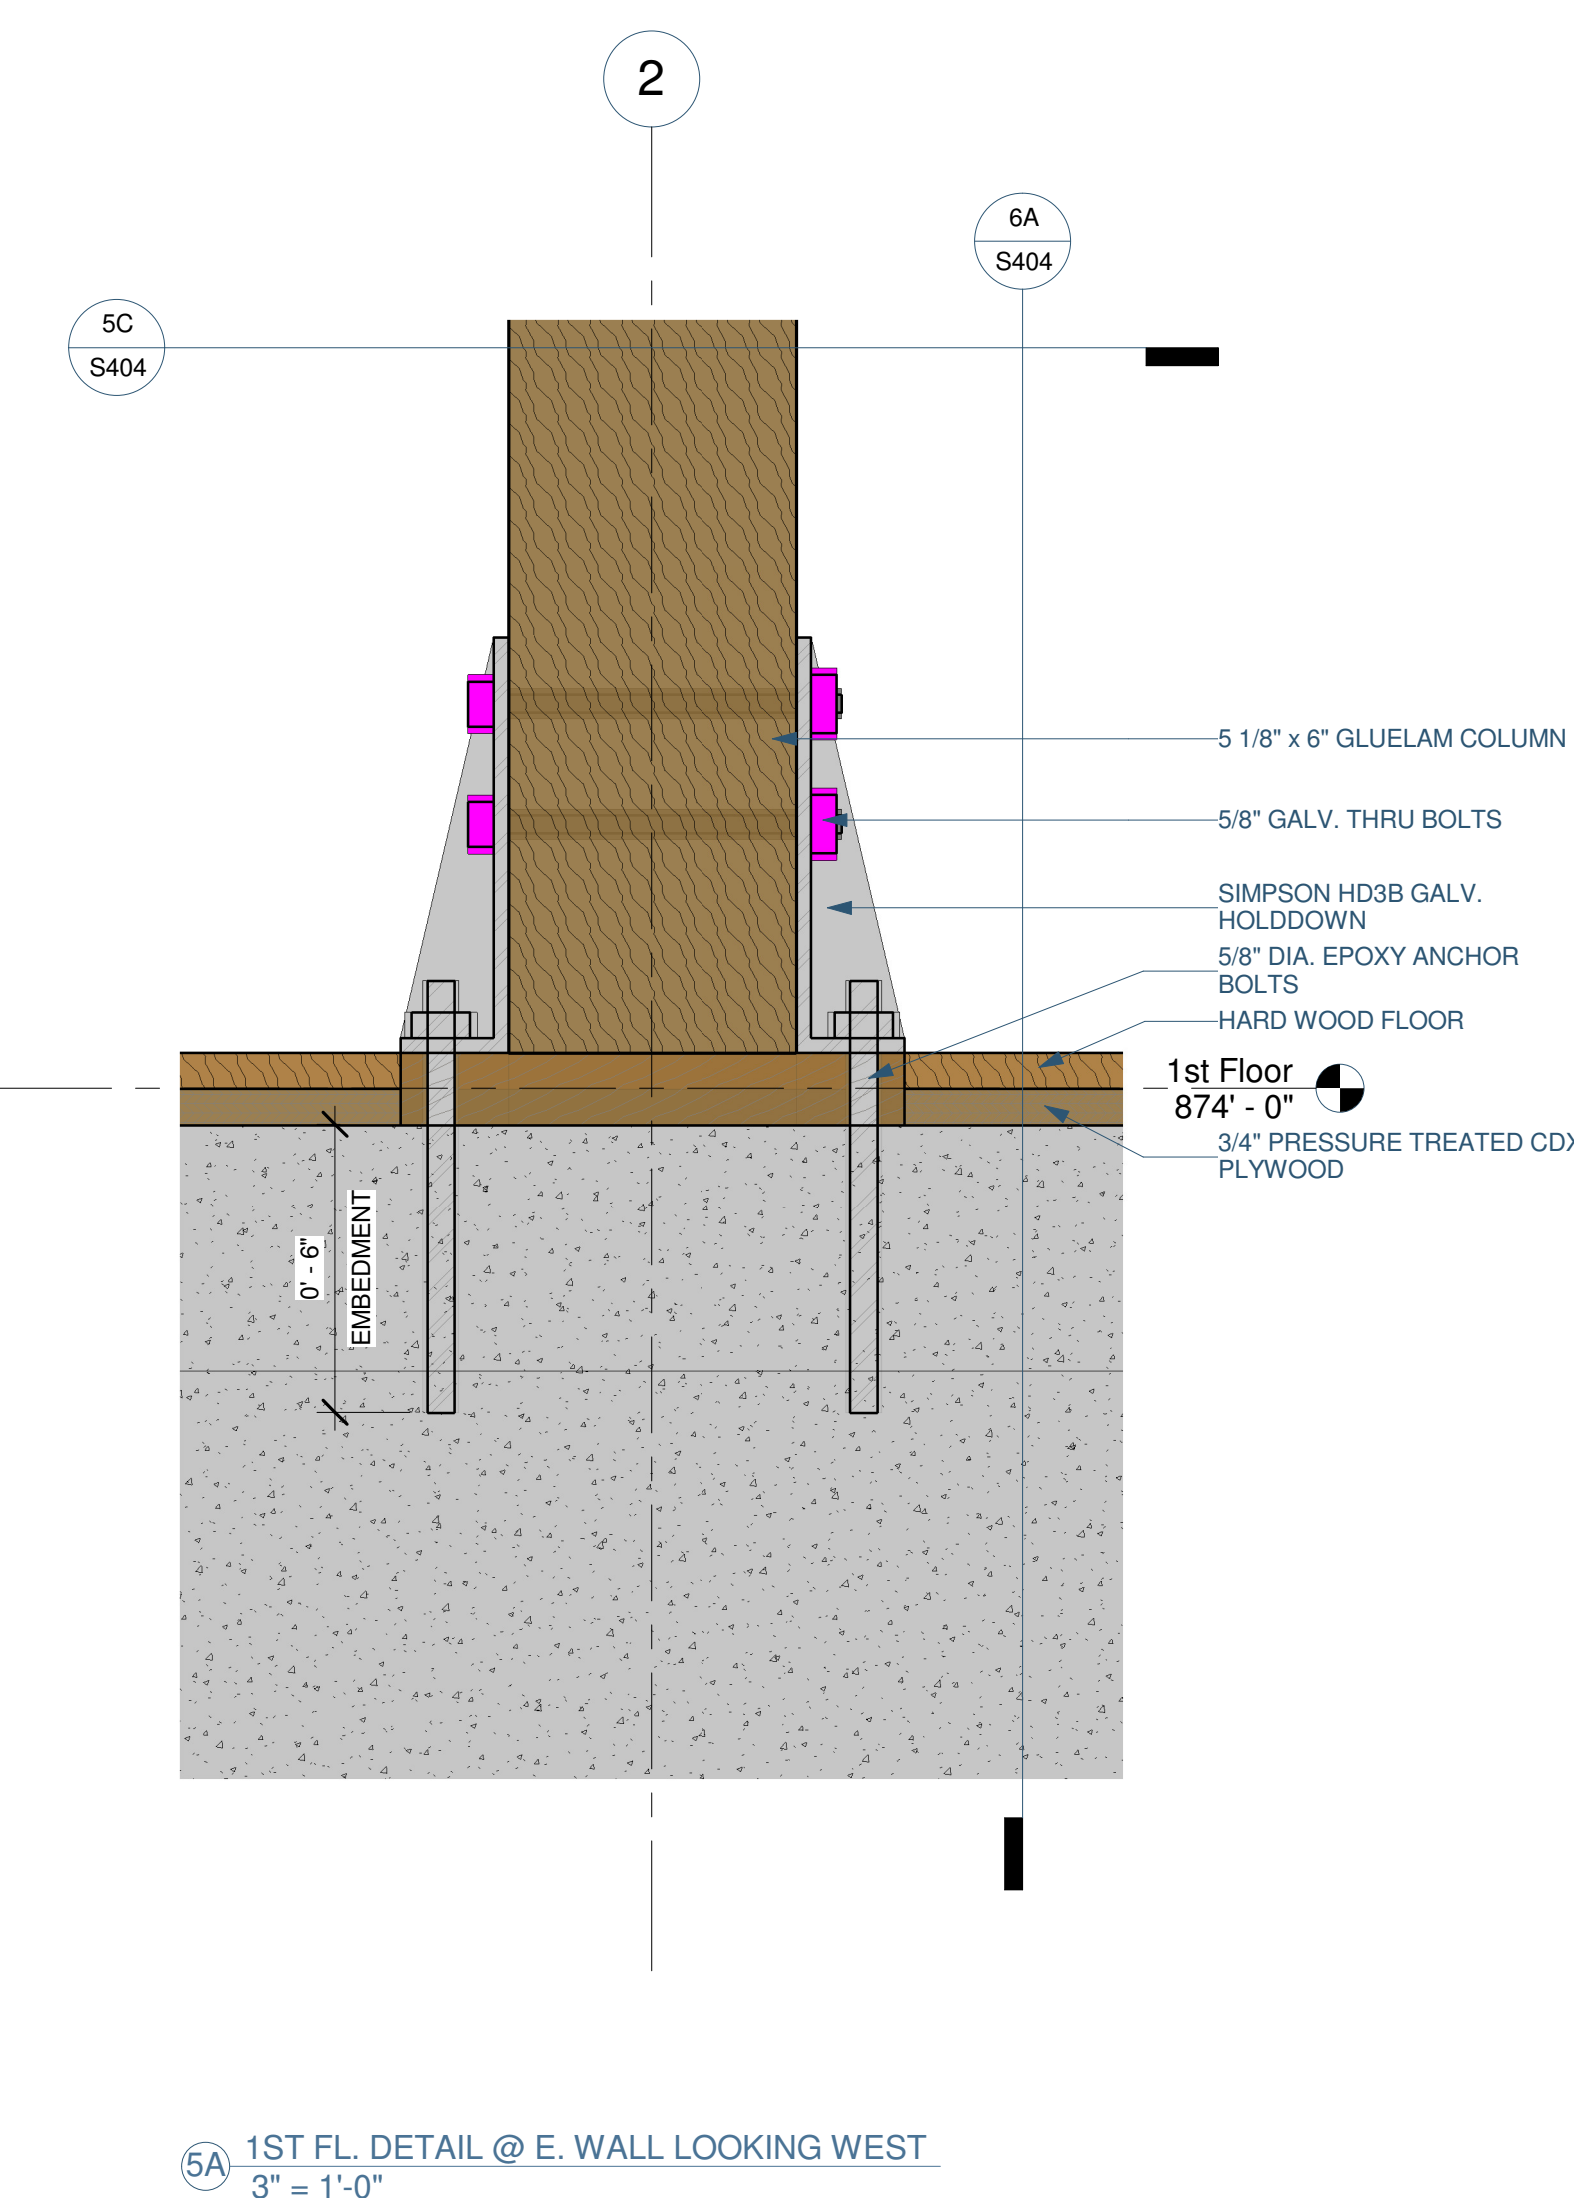 2
6A
S404
5C
S404
5 1/8" x 6" GLUELAM COLUMN
5/8" GALV. THRU BOLTS
SIMPSON HD3B GALV.
HOLDDOWN
5/8" DIA. EPOXY ANCHOR
BOLTS
HARD WOOD FLOOR
1st Floor
874' - 0"
3/4" PRESSURE TREATED CDX
PLYWOOD
0' - 6"
EMBEDMENT
5A
1ST FL. DETAIL @ E. WALL LOOKING WEST
3" = 1'-0"